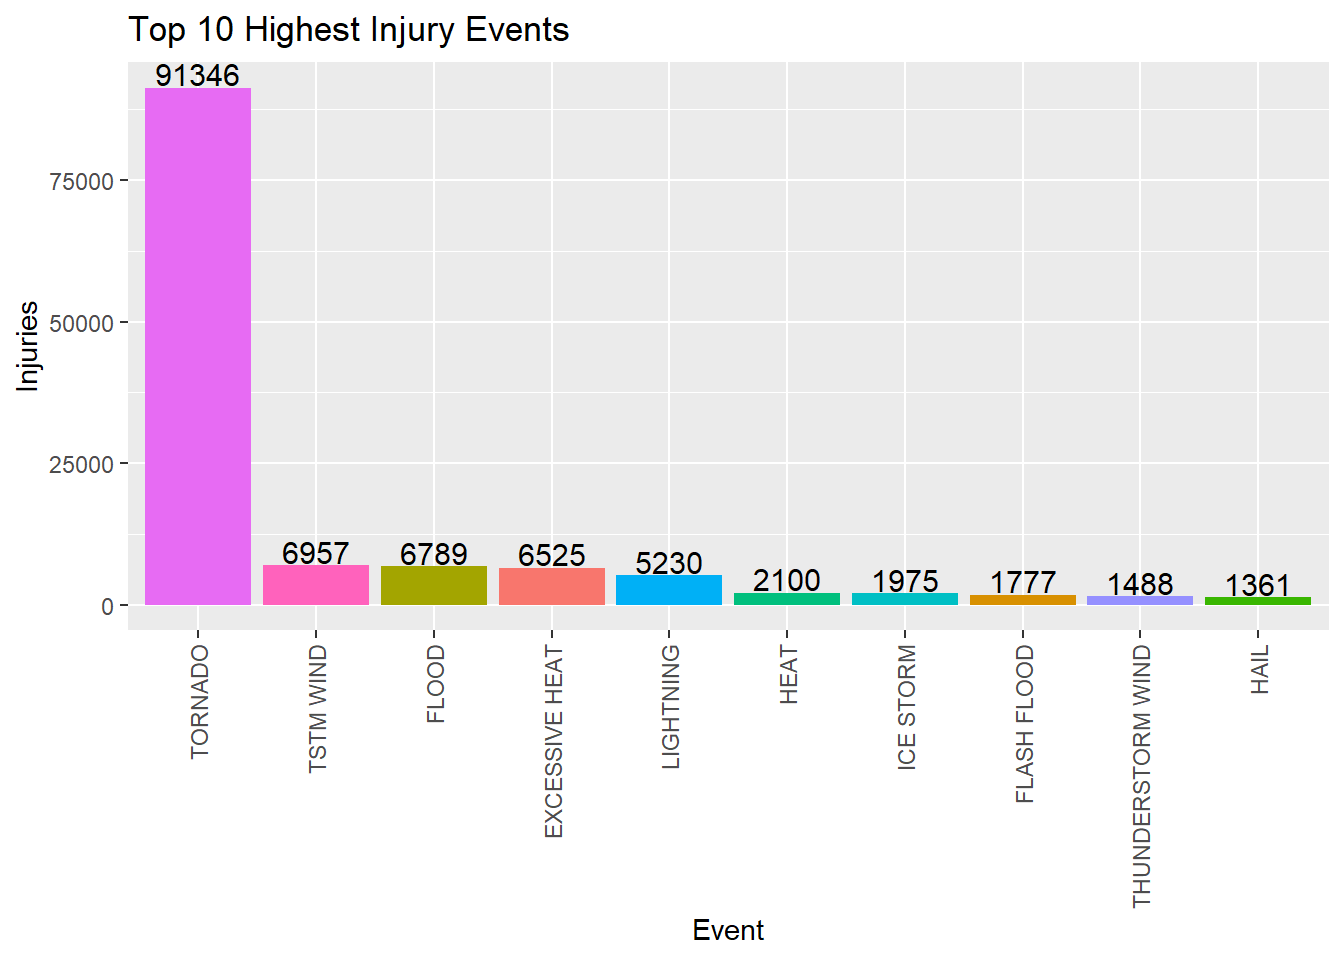 Top 10 Highest Injury Events
91346
75000
50000
25000
0
Injuries
6957
6789
6525
5230
2100
1975
1777
1488
1361
TORNADO
TSTM WIND
FLOOD
EXCESSIVE HEAT
LIGHTNING
HEAT
ICE STORM
FLASH FLOOD
THUNDERSTORM WIND
HAIL
Event